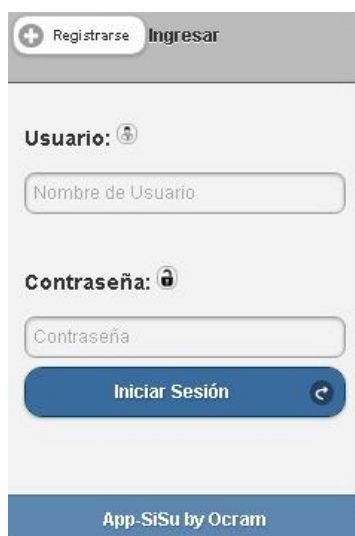 Registrarse Ingresar
Usuario:
Nombre de Usuario
Contraseña:
Contraseña
Iniciar Sesión
App-SiSu by Ocram